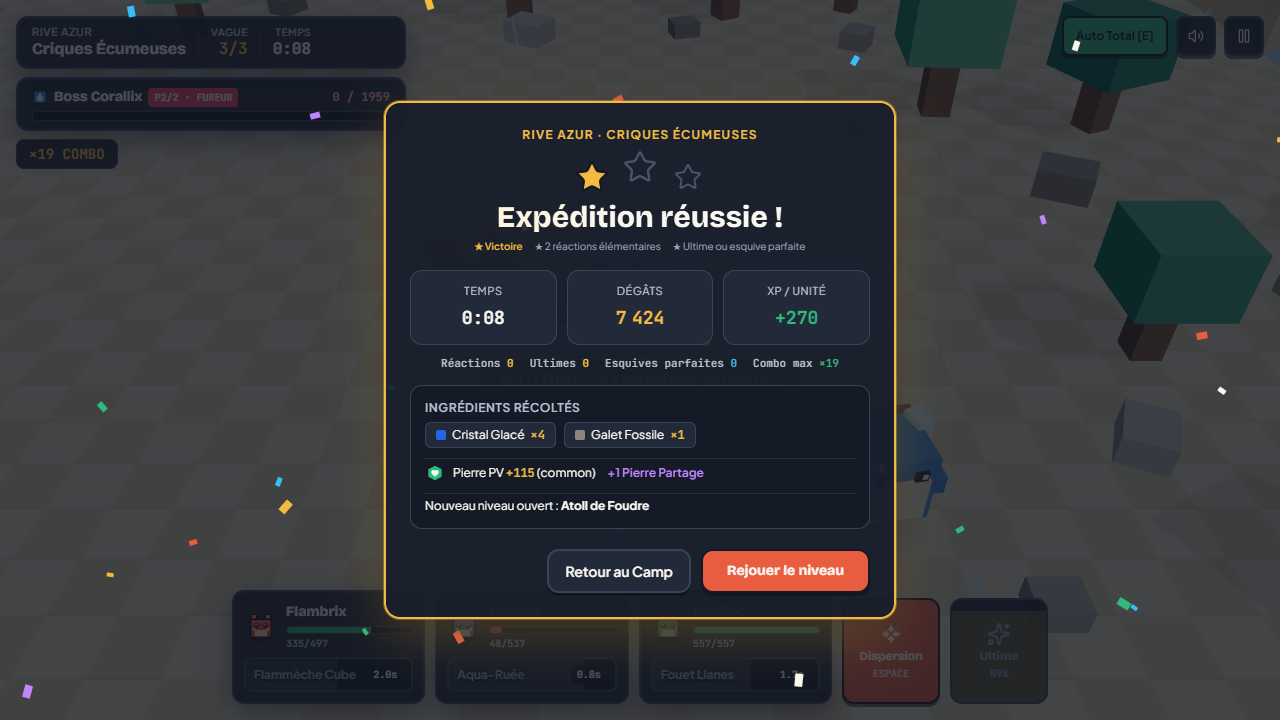 RIVE AZUR
Criques Écumeuses
VAGUE
3/3
TEMPS
0:08
Auto Total [E]
Boss Corallix
P2/2 · FUREUR
0 / 1959
×19 COMBO
RIVE AZUR · CRIQUES ÉCUMEUSES
Expédition réussie !
★ Victoire ★ 2 réactions élémentaires ★ Ultime ou esquive parfaite
TEMPS
0:08
DÉGÂTS
7 424
XP / UNITÉ
+270
Réactions 0 Ultimes 0 Esquives parfaites 0 Combo max ×19
INGRÉDIENTS RÉCOLTÉS
Cristal Glacé ×4
Galet Fossile ×1
Pierre PV +115 (common) +1 Pierre Partage
Nouveau niveau ouvert : Atoll de Foudre
Retour au Camp
Rejouer le niveau
Flambrix
335/497
Flammèche Cube 2.0s
48/537
Aqua-Ruée 0.8s
557/557
Fouet Llanes
Dispersion
ESPACE
Ultime
89%